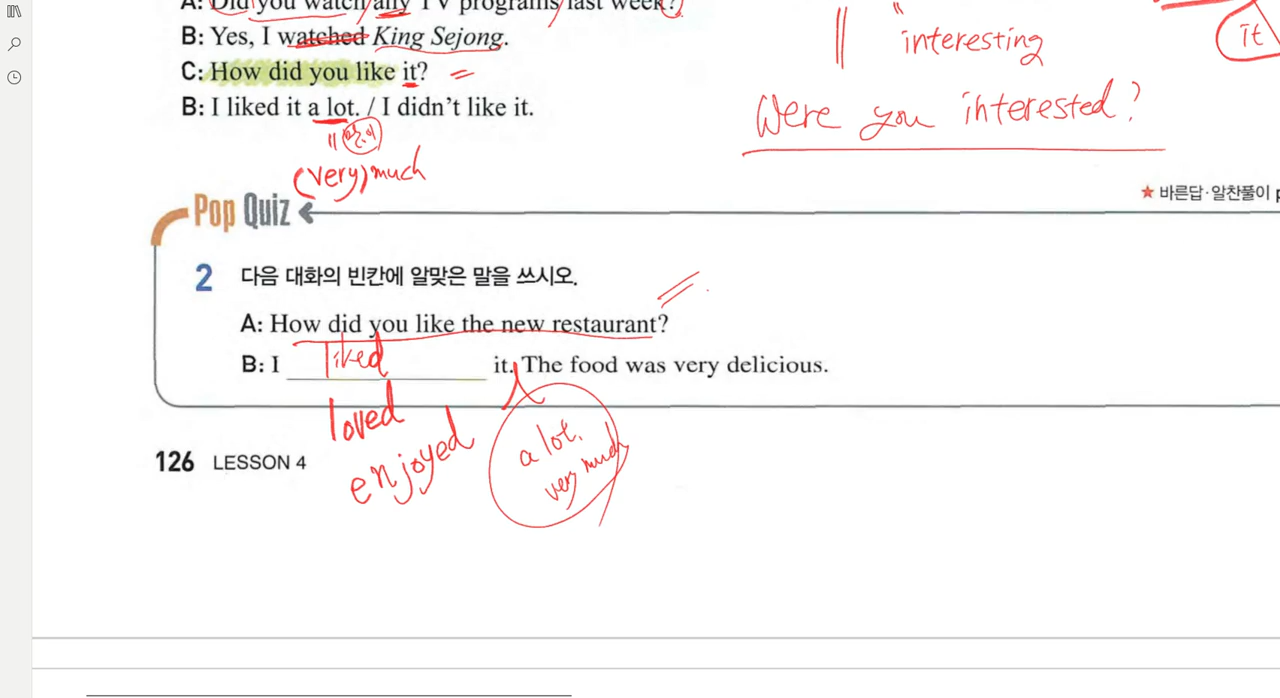 A: Did you watch any TV programs last week?
B: Yes, I watched King Sejong.
C: How did you like it?
B: I liked it a lot. / I didn't like it.
(very) much
interesting
it
Were you interested?
Pop Quiz
★ 바른답·알찬풀이 p
2 다음 대화의 빈칸에 알맞은 말을 쓰시오.
A: How did you like the new restaurant?
B: I liked it. The food was very delicious.
loved
enjoyed
a lot.
very much
126 LESSON 4